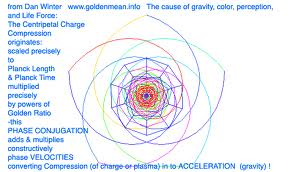 from Dan Winter   www.goldenmean.info   The cause of gravity, color, perception,
and Life Force:
The Centripetal Charge
Compression
originates:
scaled precisely
to
Planck Length
& Planck Time
multiplied
precisely
by powers of
Golden Ratio
-this
PHASE CONJUGATION
adds & multiplies
constructively
phase VELOCITIES
converting Compression (of charge or plasma) in to ACCELERATION (gravity) !